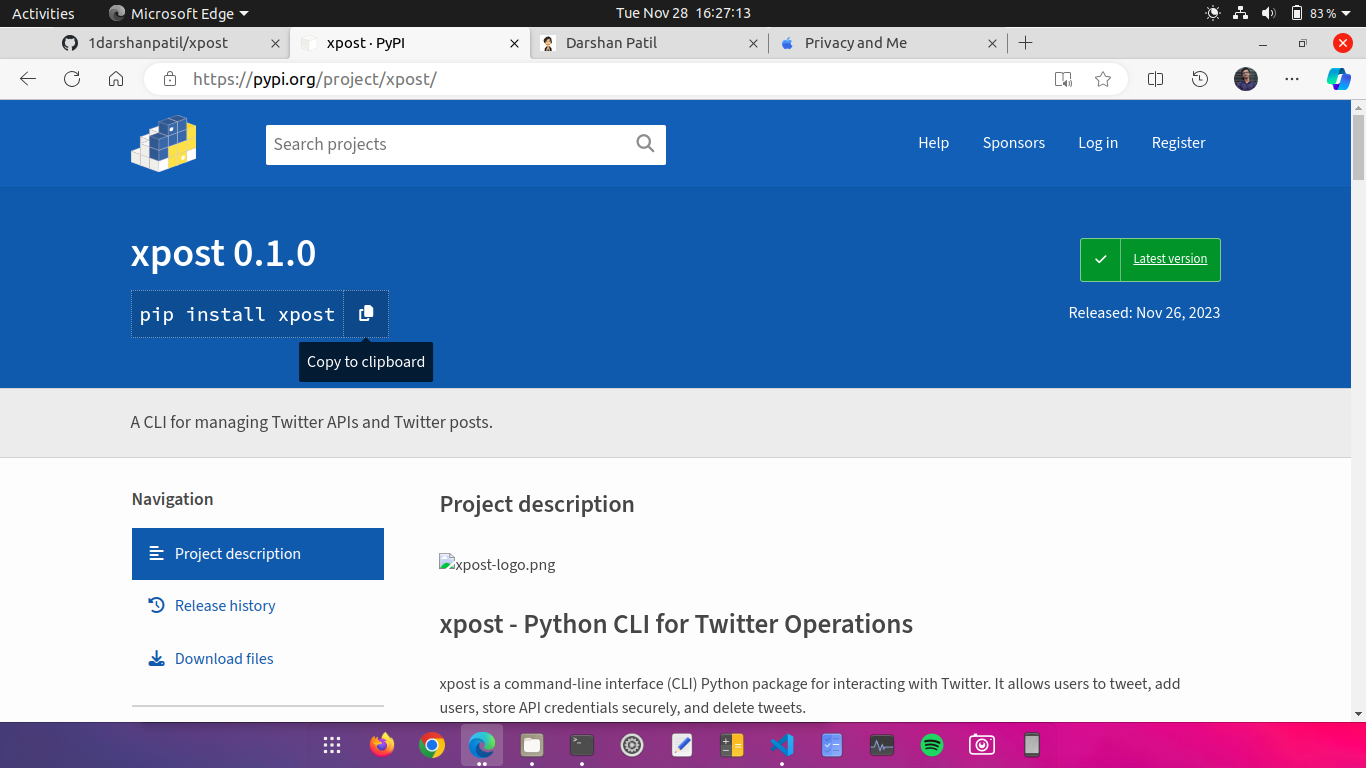 Activities Microsoft Edge Tue Nov 28 16:27:13 83 %
1darshanpatil/xpost xpost · PyPI Darshan Patil Privacy and Me
https://pypi.org/project/xpost/
Search projects Help Sponsors Log in Register
xpost 0.1.0
Latest version
pip install xpost
Released: Nov 26, 2023
Copy to clipboard
A CLI for managing Twitter APIs and Twitter posts.
Navigation
Project description
Release history
Download files
Project description
xpost-logo.png
xpost - Python CLI for Twitter Operations
xpost is a command-line interface (CLI) Python package for interacting with Twitter. It allows users to tweet, add
users, store API credentials securely, and delete tweets.